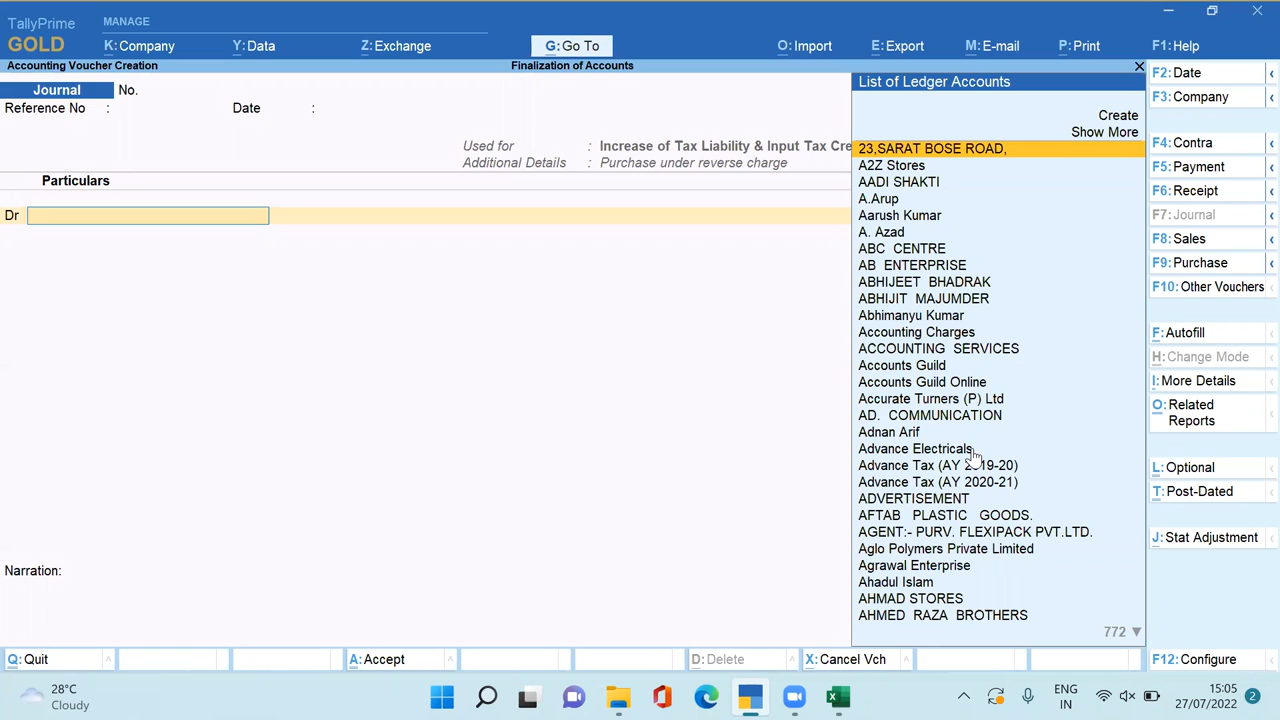 TallyPrime
MANAGE
GOLD
K:Company
Y:Data
Z:Exchange
G:Go To
O:Import
E:Export
M:E-mail
P:Print
F1:Help
Accounting Voucher Creation
Finalization of Accounts
Journal No.
Reference No :
Date :
Used for : Increase of Tax Liability & Input Tax Cre
Additional Details : Purchase under reverse charge
Particulars
Dr
Narration:
List of Ledger Accounts
Create
Show More
23,SARAT BOSE ROAD,
A2Z Stores
AADI SHAKTI
A.Arup
Aarush Kumar
A. Azad
ABC CENTRE
AB ENTERPRISE
ABHIJEET BHADRAK
ABHIJIT MAJUMDER
Abhimanyu Kumar
Accounting Charges
ACCOUNTING SERVICES
Accounts Guild
Accounts Guild Online
Accurate Turners (P) Ltd
AD. COMMUNICATION
Adnan Arif
Advance Electricals
Advance Tax (AY 2019-20)
Advance Tax (AY 2020-21)
ADVERTISEMENT
AFTAB PLASTIC GOODS.
AGENT:- PURV. FLEXIPACK PVT.LTD.
Aglo Polymers Private Limited
Agrawal Enterprise
Ahadul Islam
AHMAD STORES
AHMED RAZA BROTHERS
772 ▼
F2:Date
F3:Company
F4:Contra
F5:Payment
F6:Receipt
F7:Journal
F8:Sales
F9:Purchase
F10:Other Vouchers
F:Autofill
H:Change Mode
I:More Details
O:Related
Reports
L:Optional
T:Post-Dated
J:Stat Adjustment
Q:Quit
A:Accept
D:Delete
X:Cancel Vch
F12:Configure
28°C
Cloudy
ENG
IN
15:05
27/07/2022
2